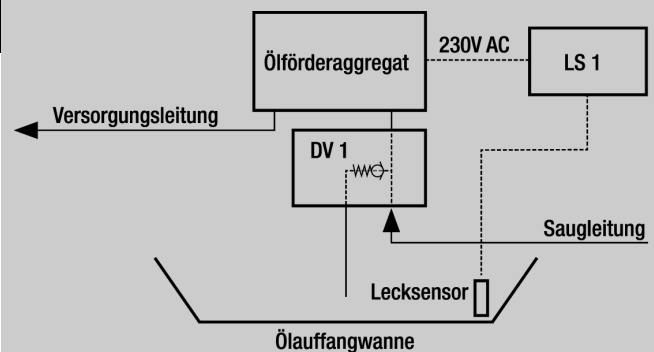 Ölförderaggregat
230V AC
LS 1
Versorgungsleitung
DV 1
Saugleitung
Lecksensor
Ölauffangwanne